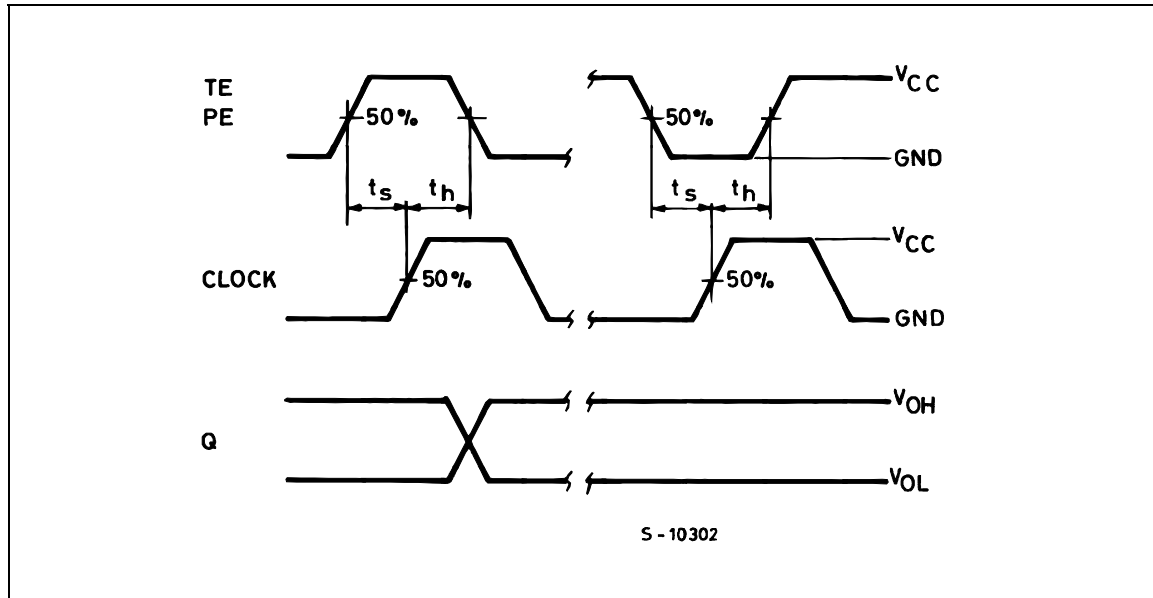 TE
PE
50%
50%
VCC
GND
ts
th
ts
th
CLOCK
50%
50%
VCC
GND
Q
VOH
VOL
S-10302